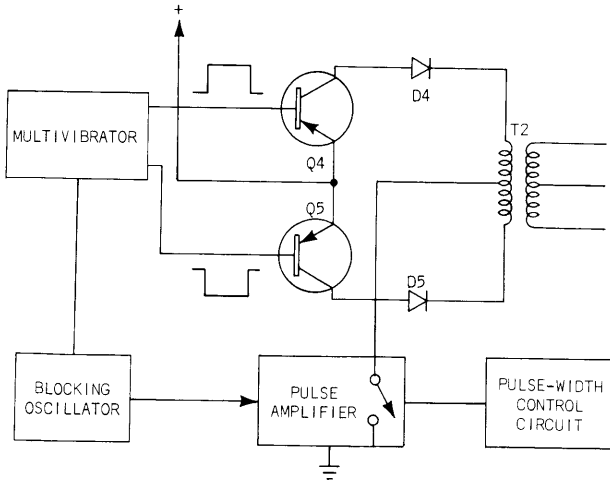 +
D4
MULTIVIBRATOR
T2
Q4
Q5
D5
BLOCKING
OSCILLATOR
PULSE
AMPLIFIER
PULSE-WIDTH
CONTROL
CIRCUIT